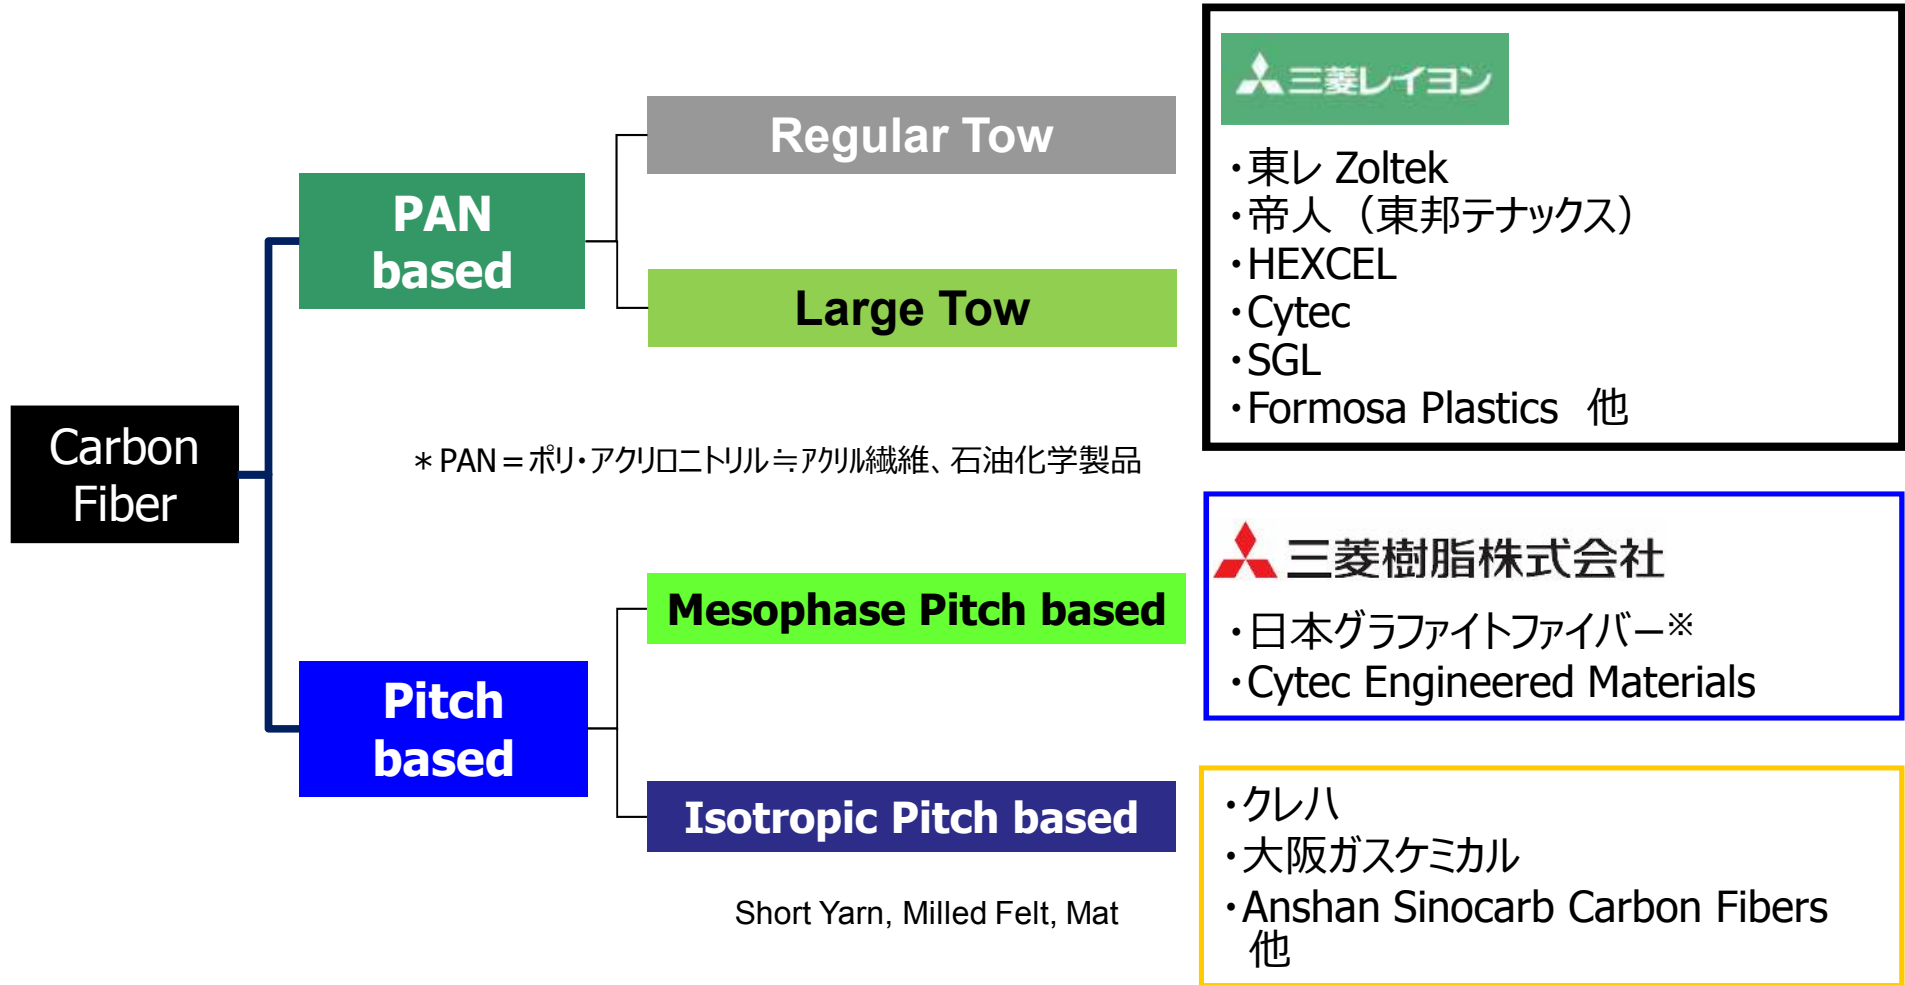 Carbon
Fiber
PAN
based
Regular Tow
Large Tow
三菱レイヨン
・東レ Zoltek
・帝人（東邦テナックス）
・HEXCEL
・Cytec
・SGL
・Formosa Plastics 他
＊PAN＝ポリ・アクリロニトリル≒アクリル繊維、石油化学製品
Pitch
based
Mesophase Pitch based
三菱樹脂株式会社
・日本グラファイトファイバー※
・Cytec Engineered Materials
Isotropic Pitch based
Short Yarn, Milled Felt, Mat
・クレハ
・大阪ガスケミカル
・Anshan Sinocarb Carbon Fibers
他